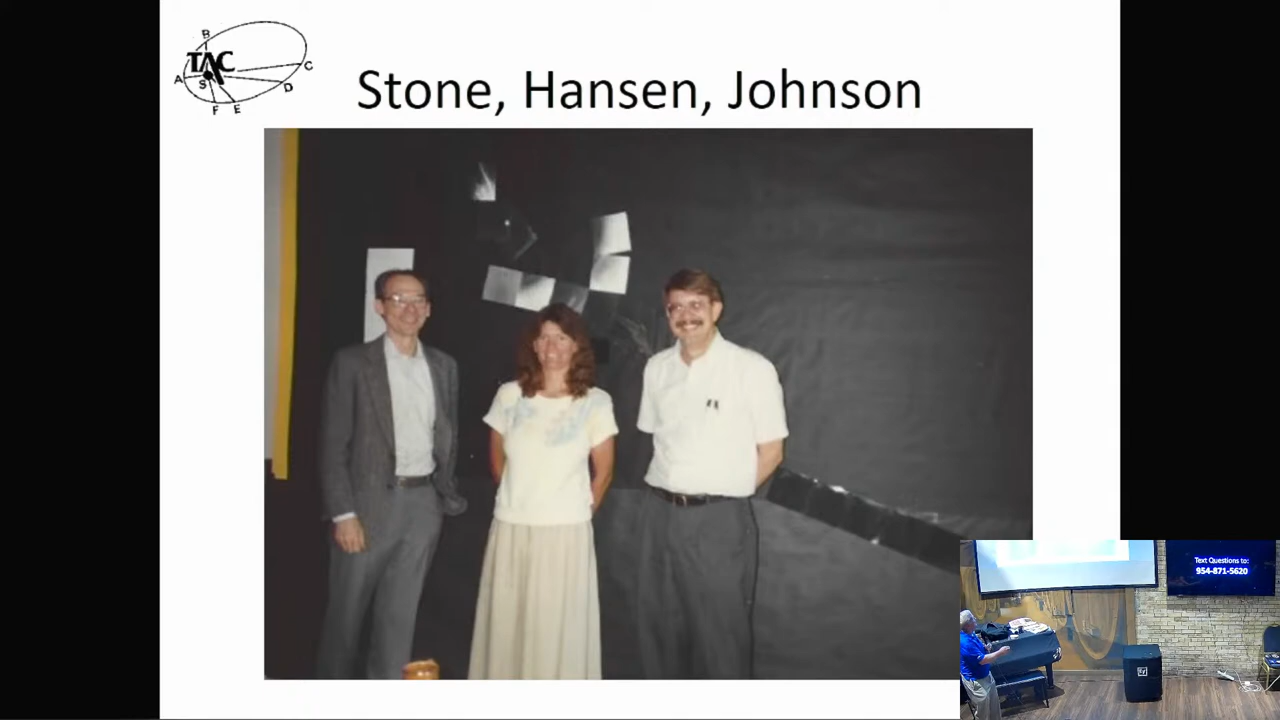 B
TAC
A
S
C
D
F E
Stone, Hansen, Johnson
Text Questions to:
954-871-5620